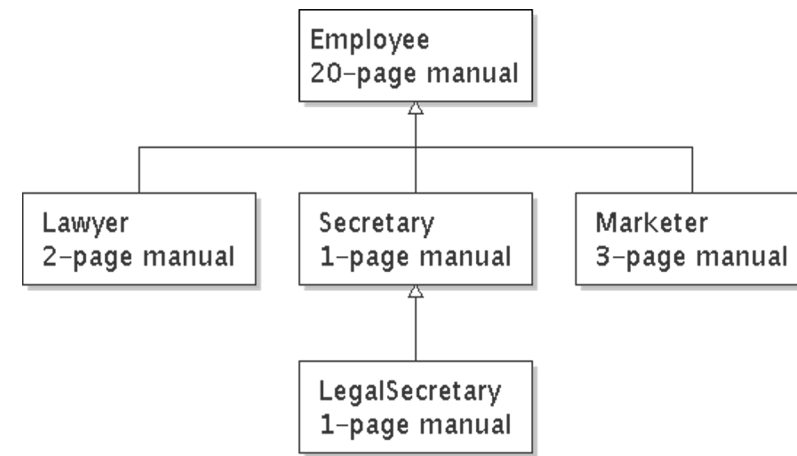 Employee
20-page manual
Lawyer
2-page manual
Secretary
1-page manual
Marketer
3-page manual
LegalSecretary
1-page manual